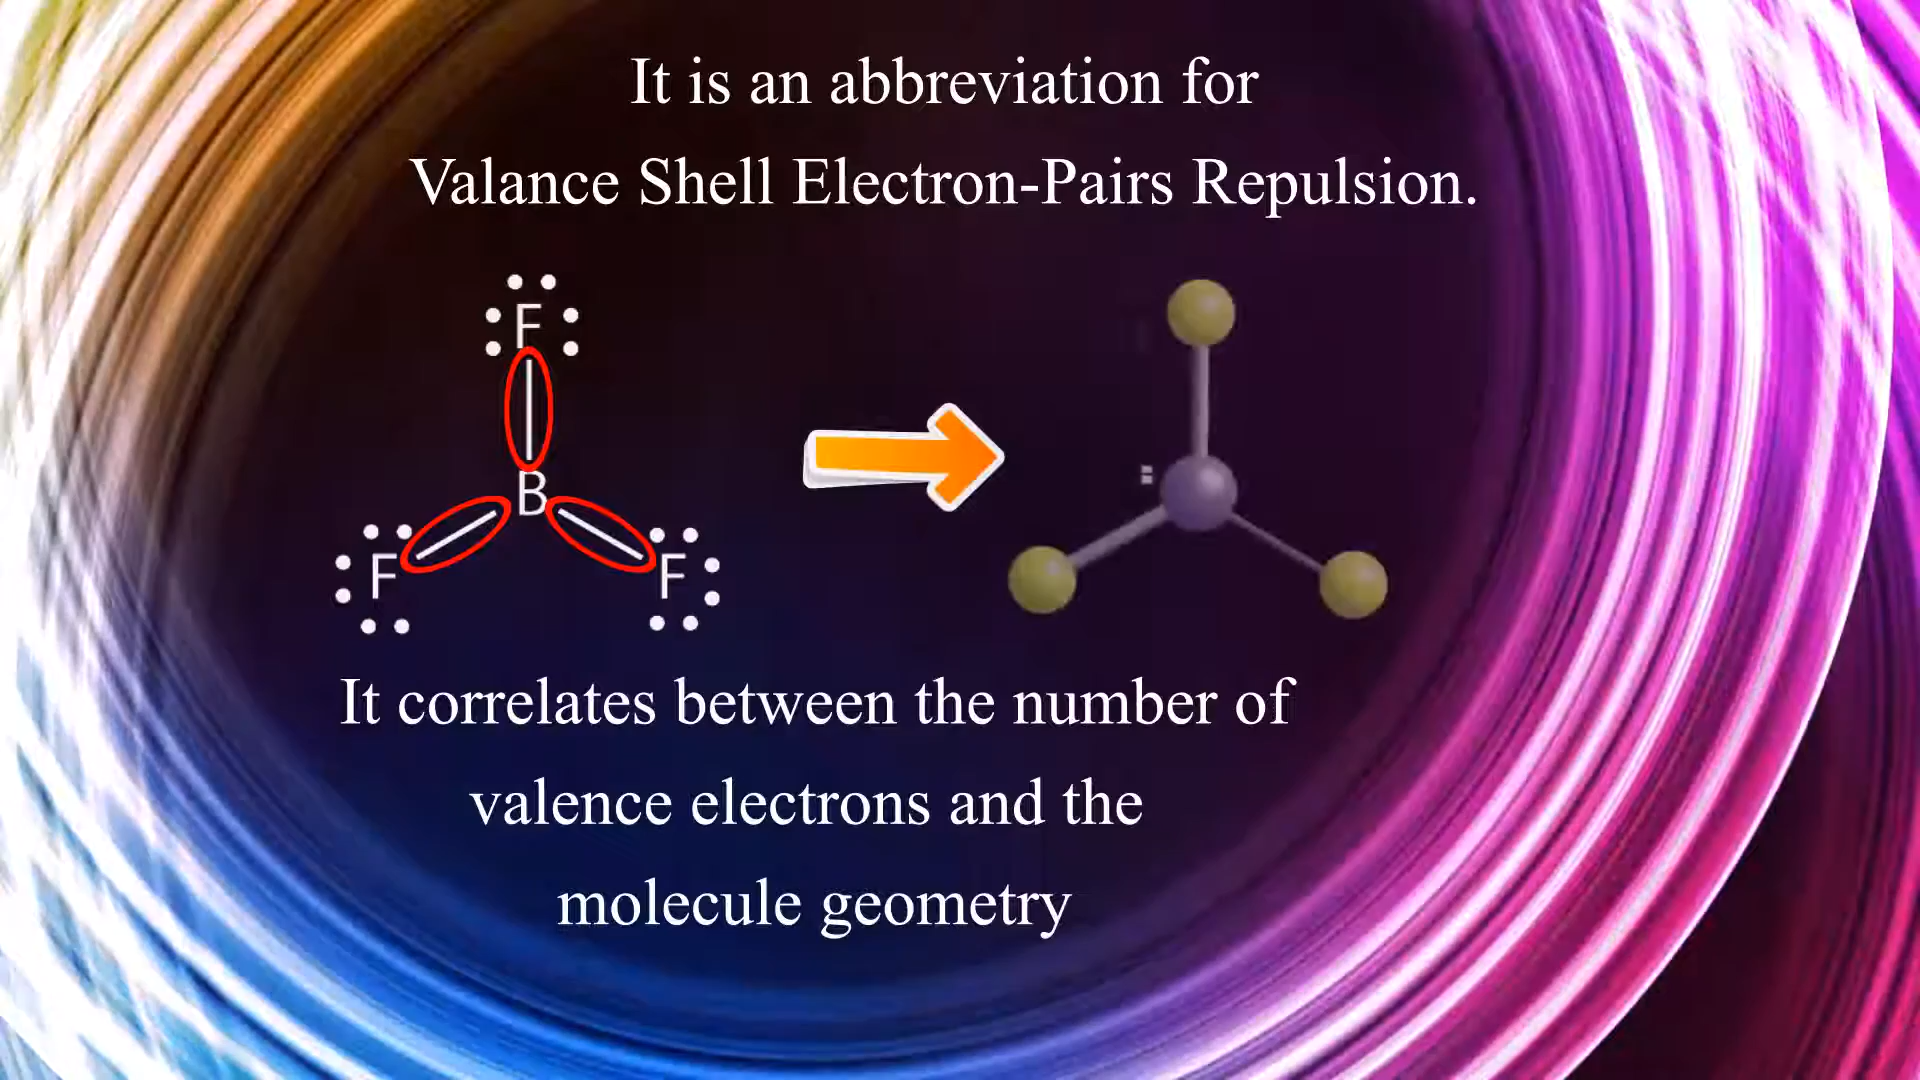 It is an abbreviation for
Valance Shell Electron-Pairs Repulsion.
F
B
F
F
It correlates between the number of
valence electrons and the
molecule geometry